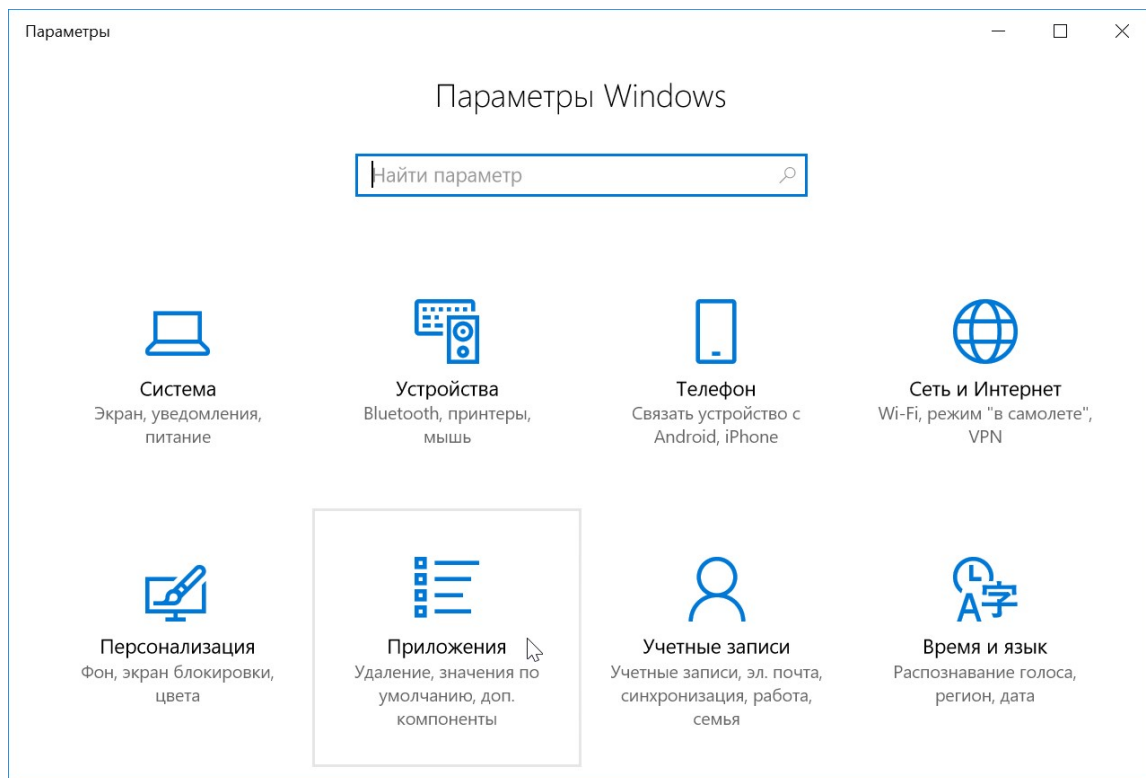 Параметры
Параметры Windows
Найти параметр
Система
Экран, уведомления,
питание
Устройства
Bluetooth, принтеры,
мышь
Телефон
Связать устройство с
Android, iPhone
Сеть и Интернет
Wi-Fi, режим "в самолете",
VPN
Персонализация
Фон, экран блокировки,
цвета
Приложения
Удаление, значения по
умолчанию, доп.
компоненты
Учетные записи
Учетные записи, эл. почта,
синхронизация, работа,
семья
A字
Время и язык
Распознавание голоса,
регион, дата